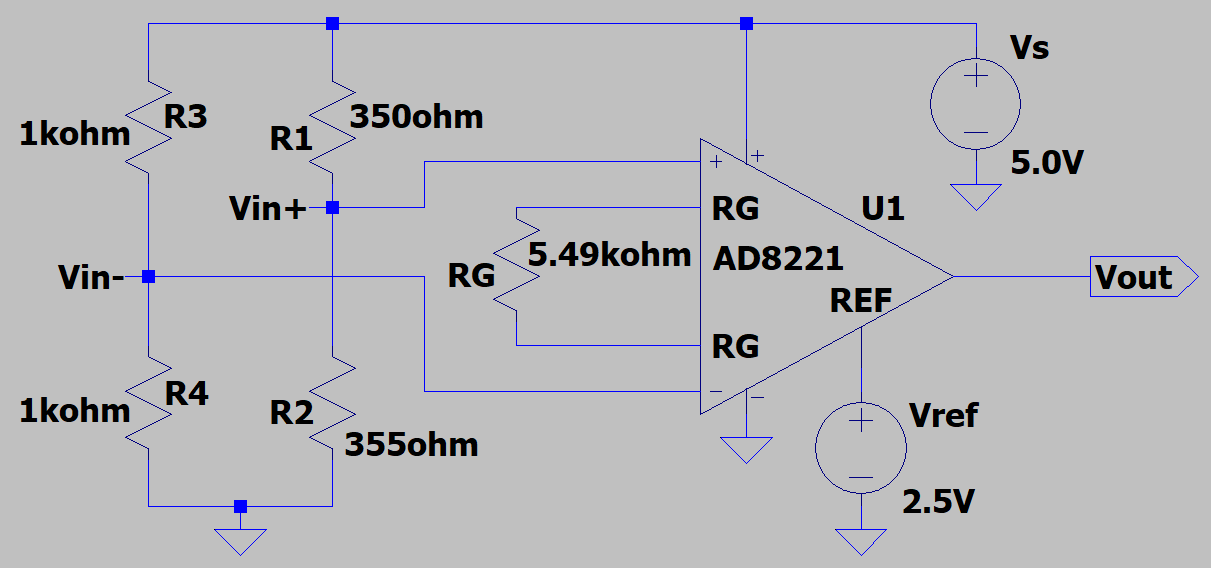 Vs
R3
350ohm
1kohm
R1
+
5.0V
Vin+
RG
U1
5.49kohm
AD8221
Vin-
RG
Vout
REF
RG
R4
1kohm
R2
Vref
355ohm
2.5V